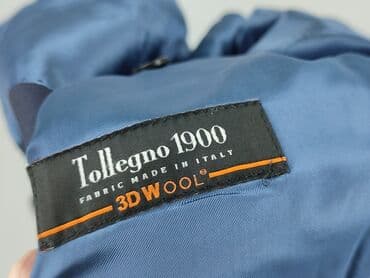 Tollegno 1900
FABRIC MADE IN ITALY
3D WOOL